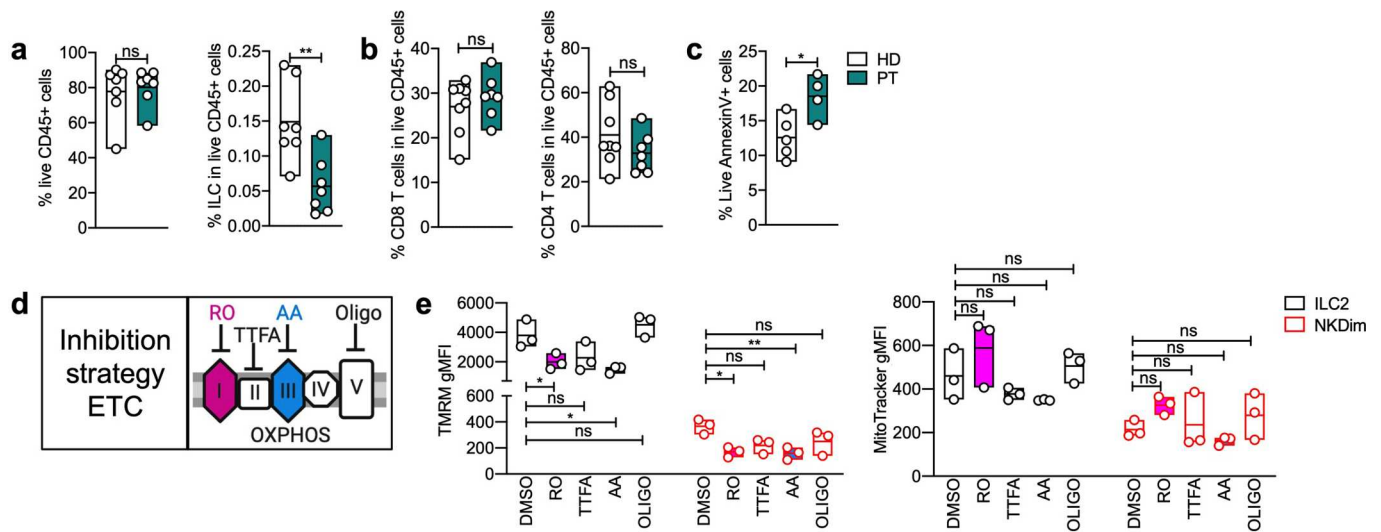 a
% live CD45+ cells
100
80
60
40
20
0
ns
% ILC in live CD45+ cells
0.25
0.20
0.15
0.10
0.05
0.00
**
b
% CD8 T cells in live CD45+ cells
40
30
20
10
0
ns
% CD4 T cells in live CD45+ cells
80
60
40
20
0
ns
c
% Live AnnexinV+ cells
25
20
15
10
5
0
*
HD
PT
d
Inhibition
strategy
ETC
RO
AA
Oligo
TTFA
I
II
III
IV
V
OXPHOS
e
TMRM gMFI
6000
4000
2000
600
400
200
0
*
ns
*
ns
ns
**
ns
*
DMSO
RO
TTFA
AA
OLIGO
DMSO
RO
TTFA
AA
OLIGO
MitoTracker gMFI
800
600
400
200
0
ns
ns
ns
ns
ns
ns
ns
ns
DMSO
RO
TTFA
AA
OLIGO
DMSO
RO
TTFA
AA
OLIGO
ILC2
NKDim